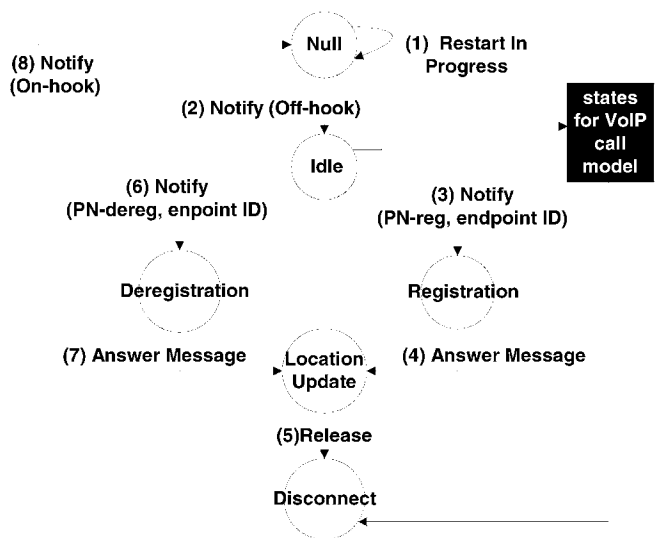 Null
(1) Restart In
Progress
(8) Notify
(On-hook)
states
for VoIP
call
model
(2) Notify (Off-hook)
Idle
(6) Notify
(PN-dereg, enpoint ID)
(3) Notify
(PN-reg, endpoint ID)
Deregistration
Registration
(7) Answer Message
Location
Update
(4) Answer Message
(5)Release
Disconnect